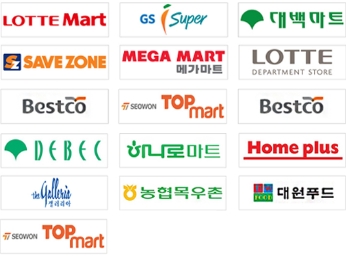 LOTTE Mart
GS Super
대백마트
SAVE ZONE
MEGA MART
메가마트
LOTTE
DEPARTMENT STORE
Bestco
SEOWON TOP mart
Bestco
DEBEC
하나로마트
Home plus
the Galleria
갤러리아
농협목우촌
FOOD 대원푸드
SEOWON TOP mart